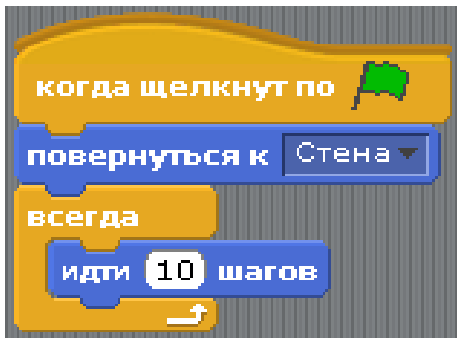 когда щелкнут по
повернуться к Стена
всегда
идти 10 шагов